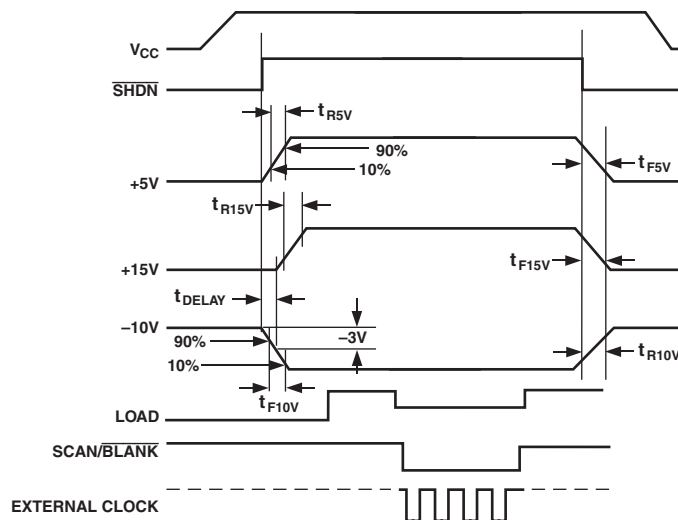 VCC
SHDN
tR5V
90%
10%
tF5V
+5V
tR15V
+15V
tF15V
tDELAY
–10V
90%
–3V
10%
tR10V
tF10V
LOAD
SCAN/BLANK
EXTERNAL CLOCK